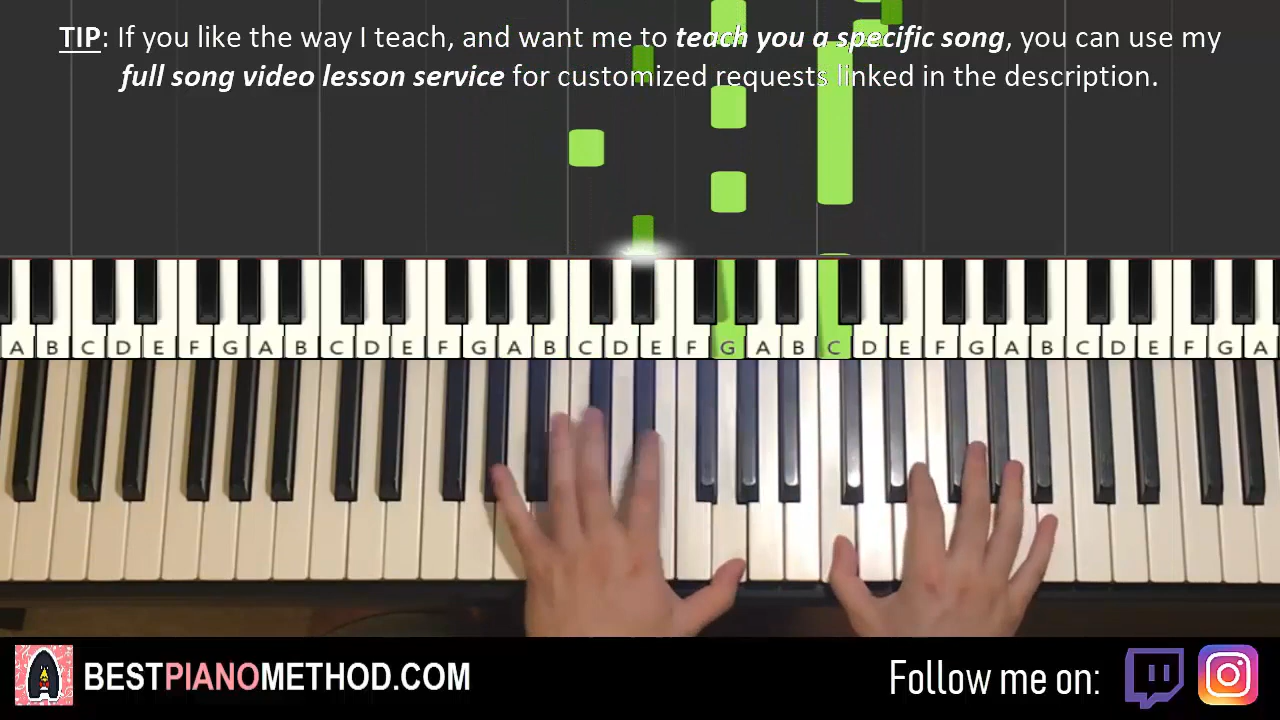 TIP: If you like the way I teach, and want me to teach you a specific song, you can use my
full song video lesson service for customized requests linked in the description.
A B C D E F G A B C D E F G A B C D E F G A B C D E F G A B C D E F G A
BESTPIANOMETHOD.COM
Follow me on: